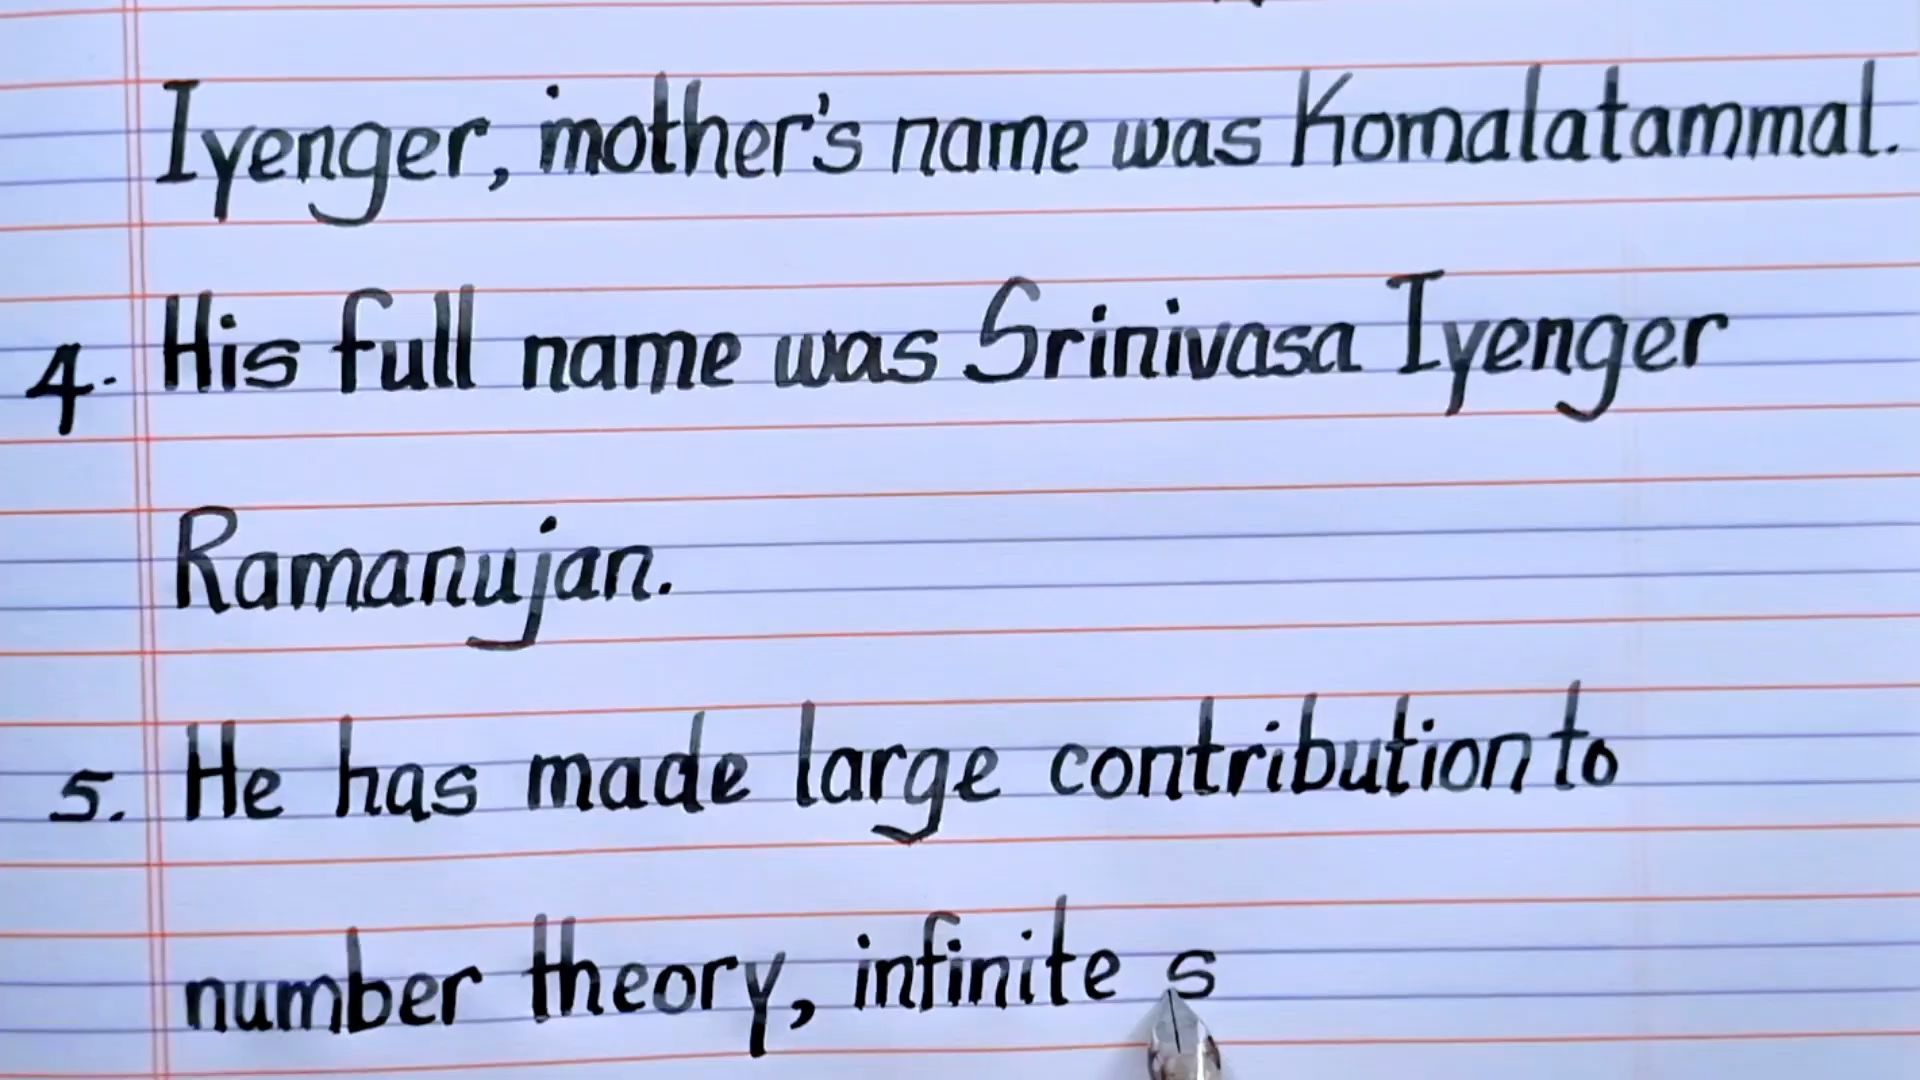 Iyenger, mother's name was Komalatammal.
4. His full name was Srinivasa Iyenger
Ramanujan.
5. He has made large contribution to
number theory, infinite s